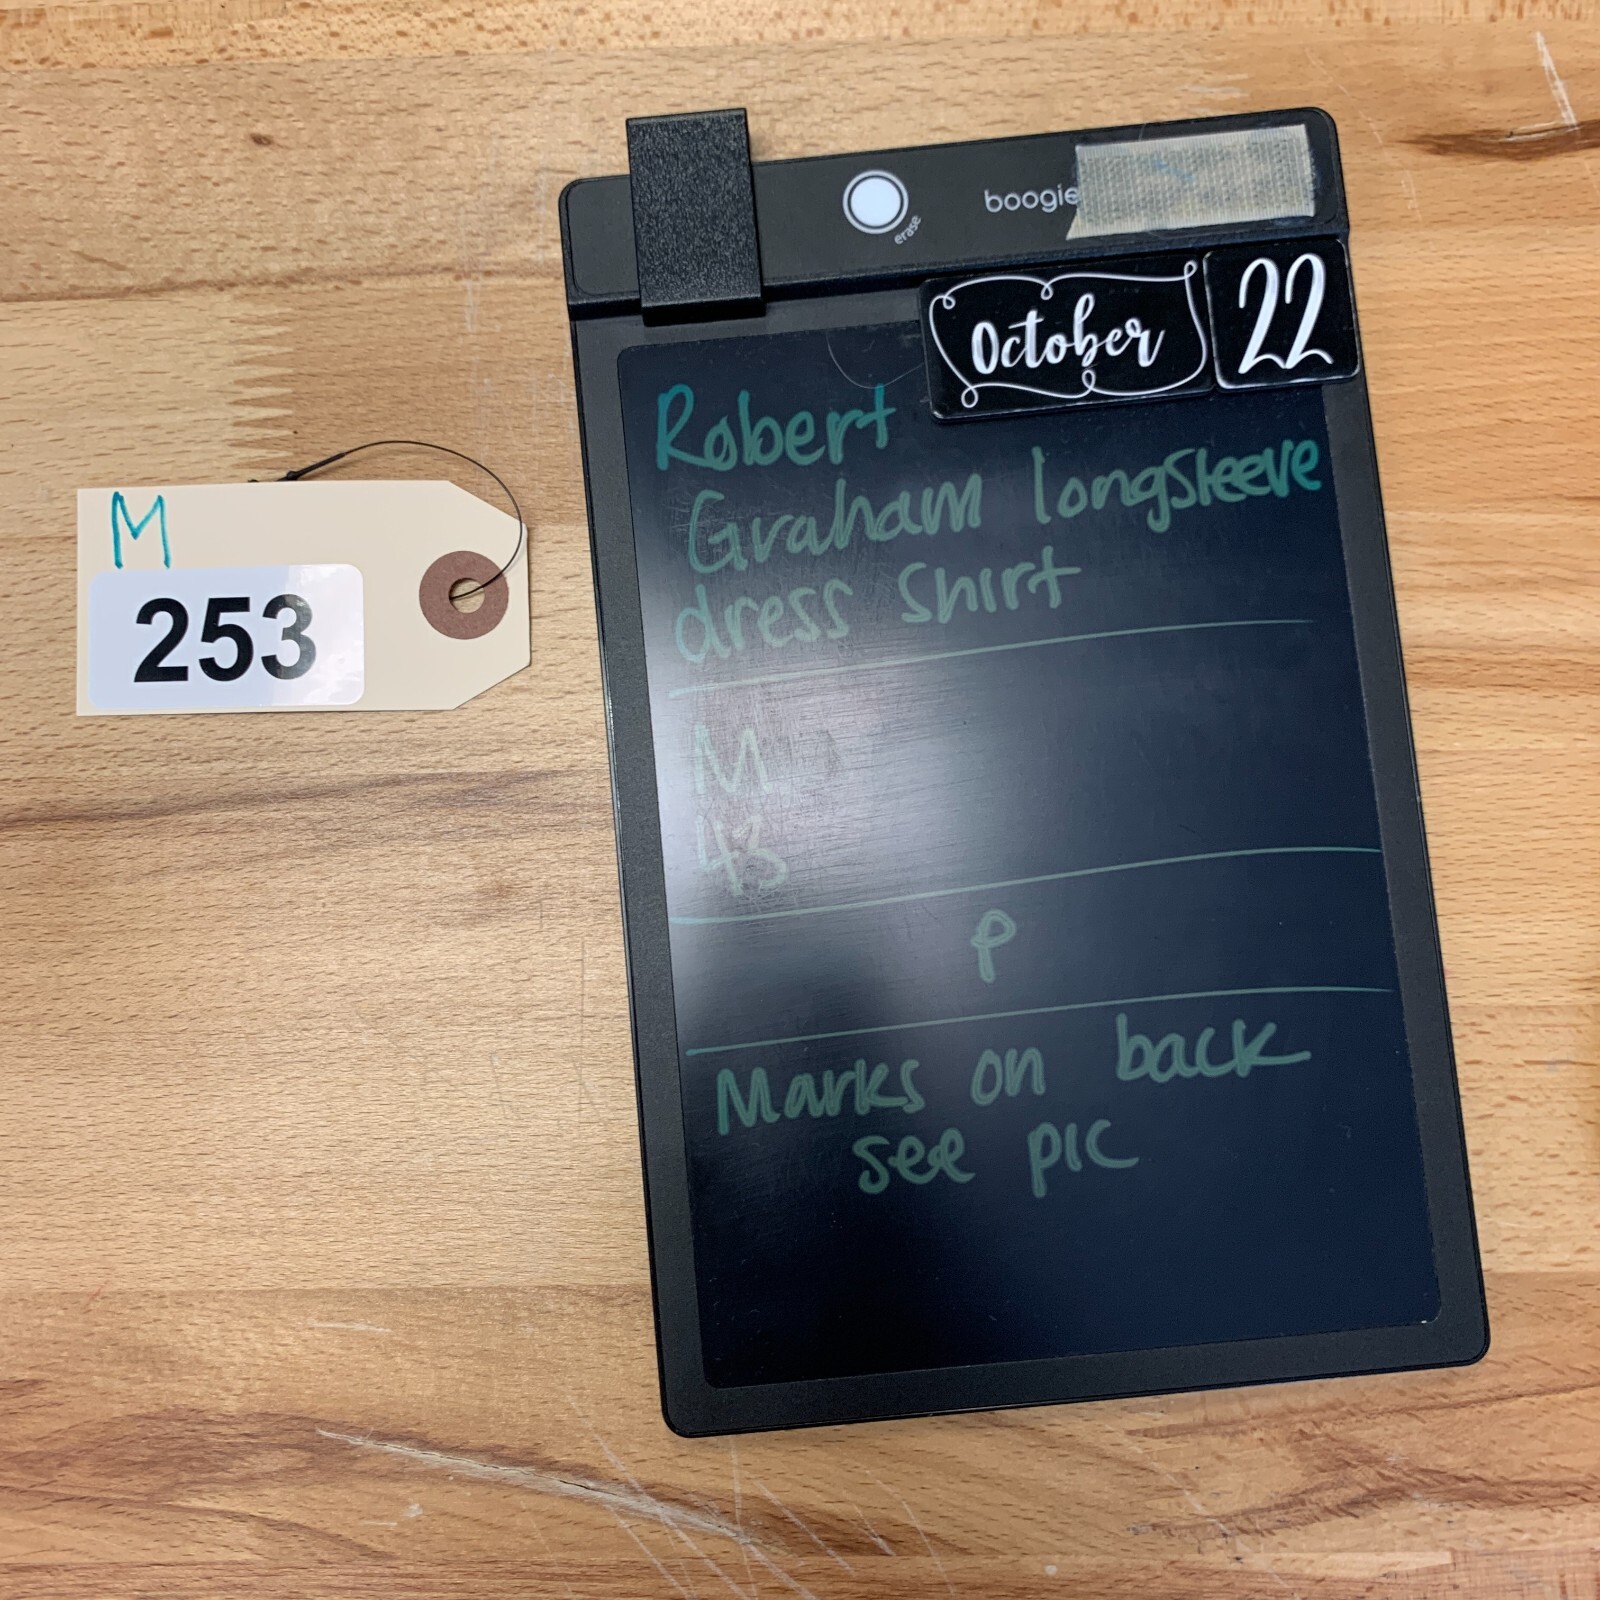 M
253
erase
boogie
October 22
Robert
Graham longsleeve
dress shirt
M
43
P
Marks on back
see pic